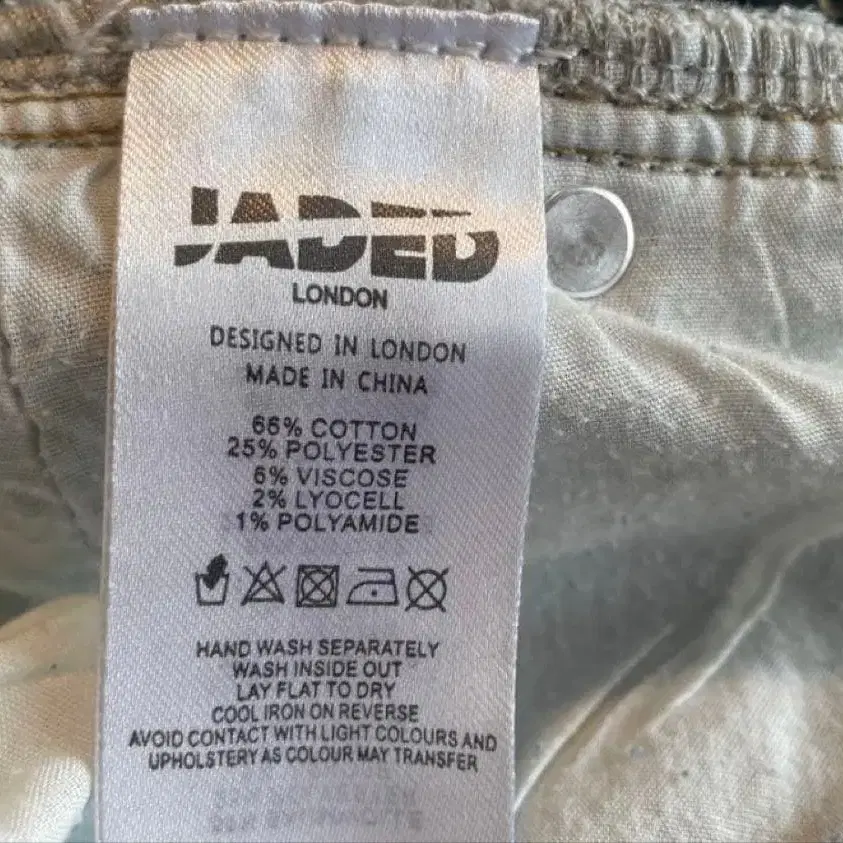 JADED
LONDON
DESIGNED IN LONDON
MADE IN CHINA
66% COTTON
25% POLYESTER
6% VISCOSE
2% LYOCELL
1% POLYAMIDE
HAND WASH SEPARATELY
WASH INSIDE OUT
LAY FLAT TO DRY
COOL IRON ON REVERSE
AVOID CONTACT WITH LIGHT COLOURS AND
UPHOLSTERY AS COLOUR MAY TRANSFER